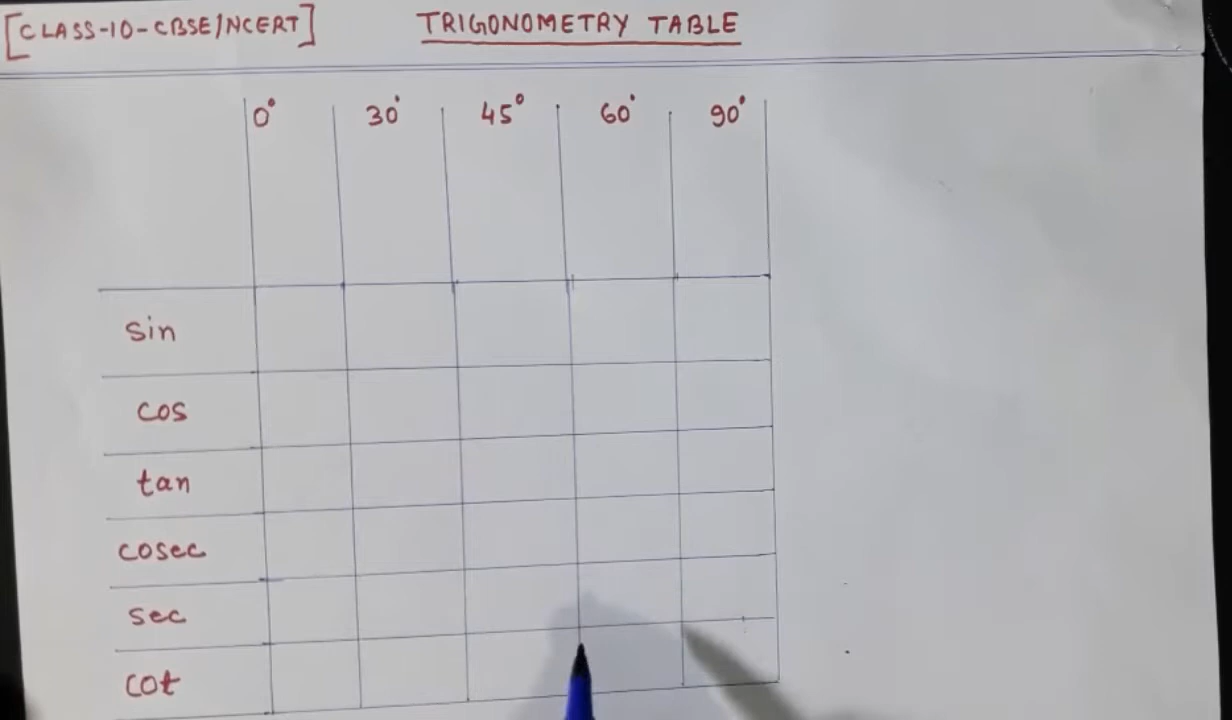 [CLASS-10-CBSE/NCERT] TRIGONOMETRY TABLE
0° 30° 45° 60° 90°
sin
cos
tan
cosec
sec
cot